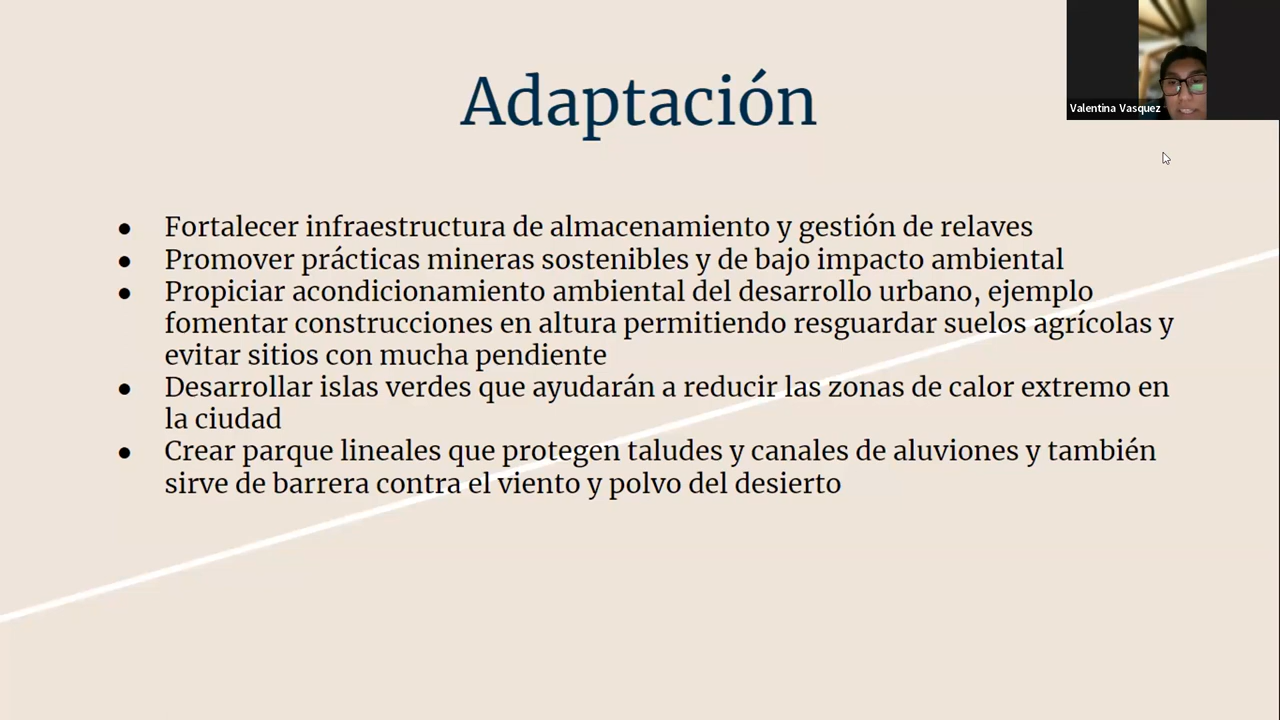 Adaptación
Valentina Vasquez
● Fortalecer infraestructura de almacenamiento y gestión de relaves
● Promover prácticas mineras sostenibles y de bajo impacto ambiental
● Propiciar acondicionamiento ambiental del desarrollo urbano, ejemplo
fomentar construcciones en altura permitiendo resguardar suelos agrícolas y
evitar sitios con mucha pendiente
● Desarrollar islas verdes que ayudarán a reducir las zonas de calor extremo en
la ciudad
● Crear parque lineales que protegen taludes y canales de aluviones y también
sirve de barrera contra el viento y polvo del desierto